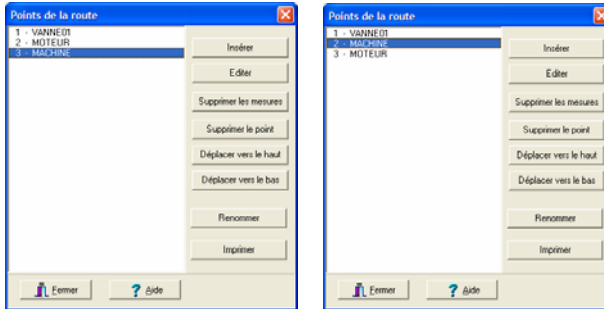 Points de la route
1 - VANNE01
2 - MOTEUR
3 - MACHINE
Insérer
Editer
Supprimer les mesures
Supprimer le point
Déplacer vers le haut
Déplacer vers le bas
Renommer
Imprimer
Fermer
Aide
Points de la route
1 - VANNE01
2 - MACHINE
3 - MOTEUR
Insérer
Editer
Supprimer les mesures
Supprimer le point
Déplacer vers le haut
Déplacer vers le bas
Renommer
Imprimer
Fermer
Aide